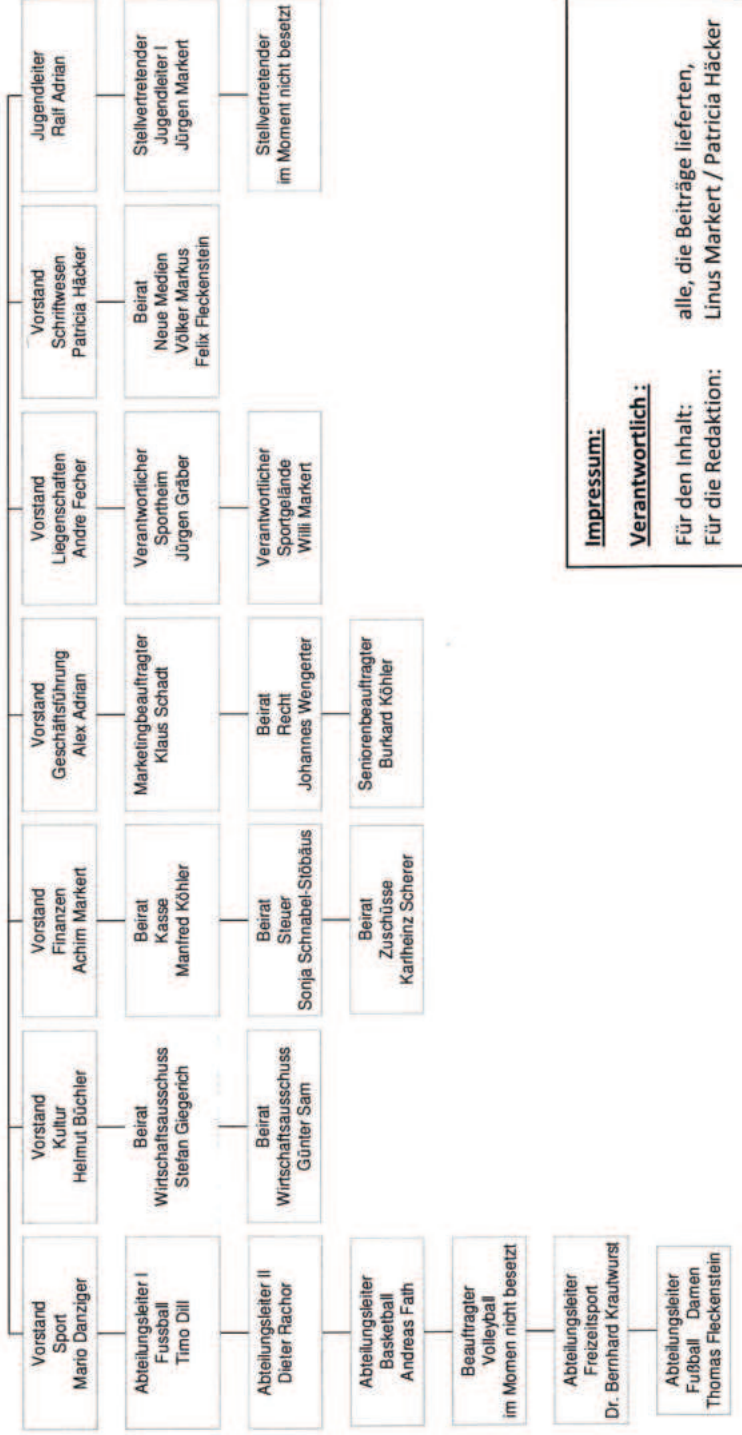 Vorstand
Sport
Mario Danziger
Abteilungsleiter I
Fussball
Timo Dill
Abteilungsleiter II
Dieter Rachor
Abteilungsleiter
Basketball
Andreas Fath
Beauftragter
Volleyball
im Momen nicht besetzt
Abteilungsleiter
Freizeitsport
Dr. Bernhard Krautwurst
Abteilungsleiter
Fußball Damen
Thomas Fleckenstein
Vorstand
Kultur
Helmut Büchler
Beirat
Wirtschaftsausschuss
Stefan Giegerich
Beirat
Wirtschaftsausschuss
Günter Sam
Vorstand
Finanzen
Achim Markert
Beirat
Kasse
Manfred Köhler
Beirat
Steuer
Sonja Schnabel-Stöbäus
Beirat
Zuschüsse
Karlheinz Scherer
Vorstand
Geschäftsführung
Alex Adrian
Marketingbeauftragter
Klaus Schadt
Beirat
Recht
Johannes Wengerter
Seniorenbeauftragter
Burkard Köhler
Vorstand
Liegenschaften
Andre Fecher
Verantwortlicher
Sportheim
Jürgen Gräber
Verantwortlicher
Sportgelände
Willi Markert
Vorstand
Schriftwesen
Patricia Häcker
Beirat
Neue Medien
Völker Markus
Felix Fleckenstein
Jugendleiter
Ralf Adrian
Stellvertretender
Jugendleiter I
Jürgen Markert
Stellvertretender
im Moment nicht besetzt
Impressum:
Verantwortlich :
Für den Inhalt: alle, die Beiträge lieferten,
Für die Redaktion: Linus Markert / Patricia Häcker